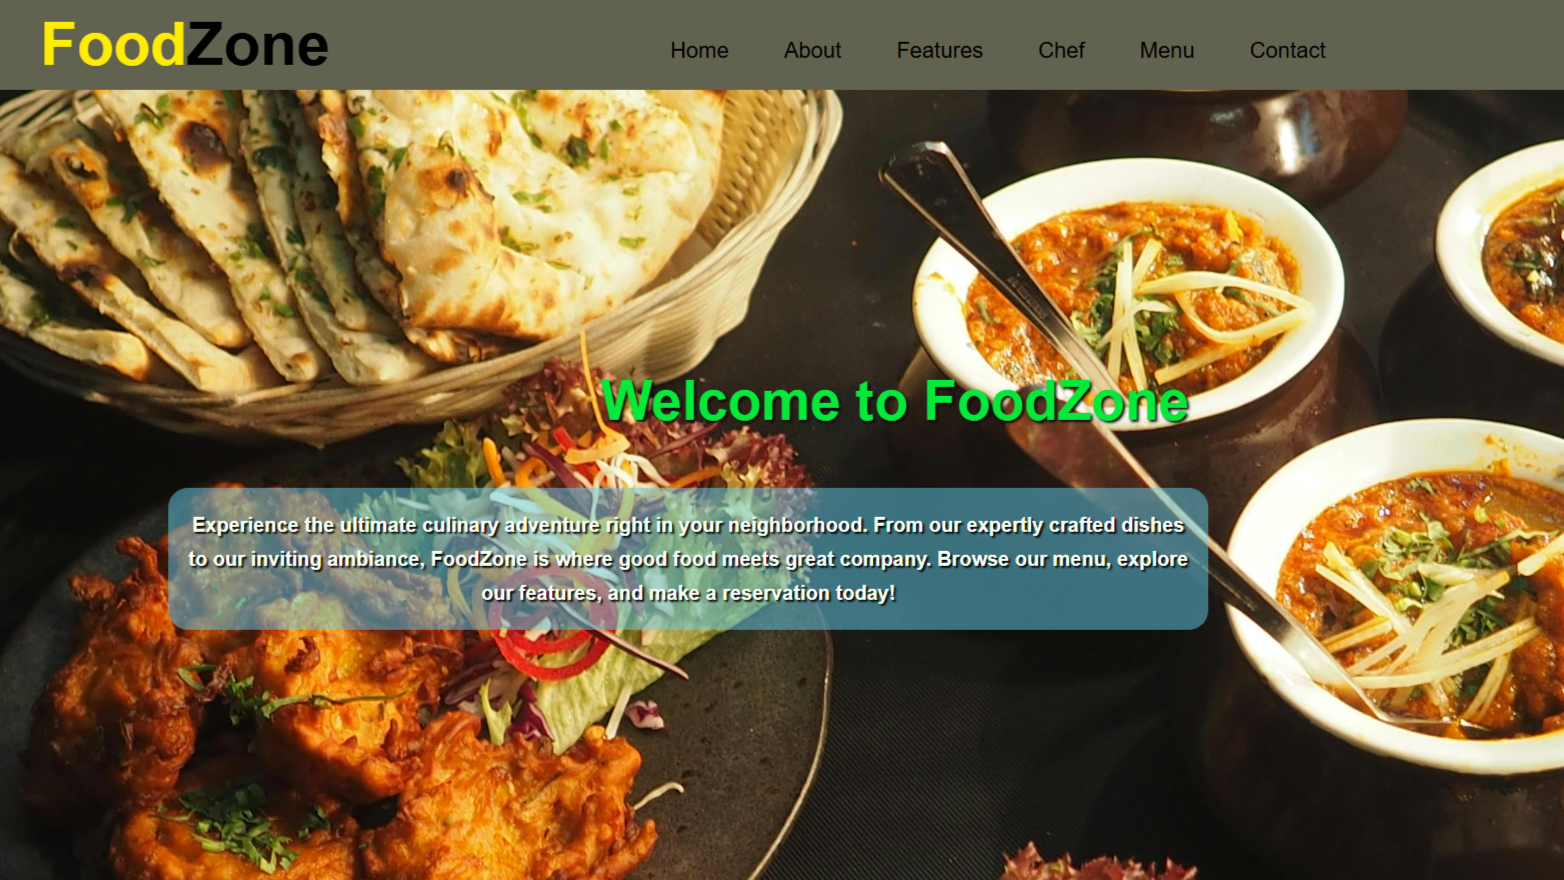 FoodZone
Home About Features Chef Menu Contact
Welcome to FoodZone
Experience the ultimate culinary adventure right in your neighborhood. From our expertly crafted dishes
to our inviting ambiance, FoodZone is where good food meets great company. Browse our menu, explore
our features, and make a reservation today!